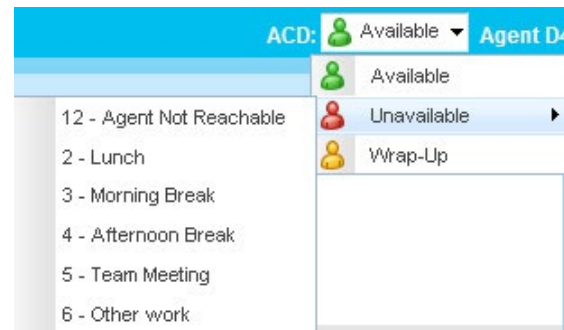 ACD: Available Agent D4
Available
Unavailable
Wrap-Up
12 - Agent Not Reachable
2 - Lunch
3 - Morning Break
4 - Afternoon Break
5 - Team Meeting
6 - Other work